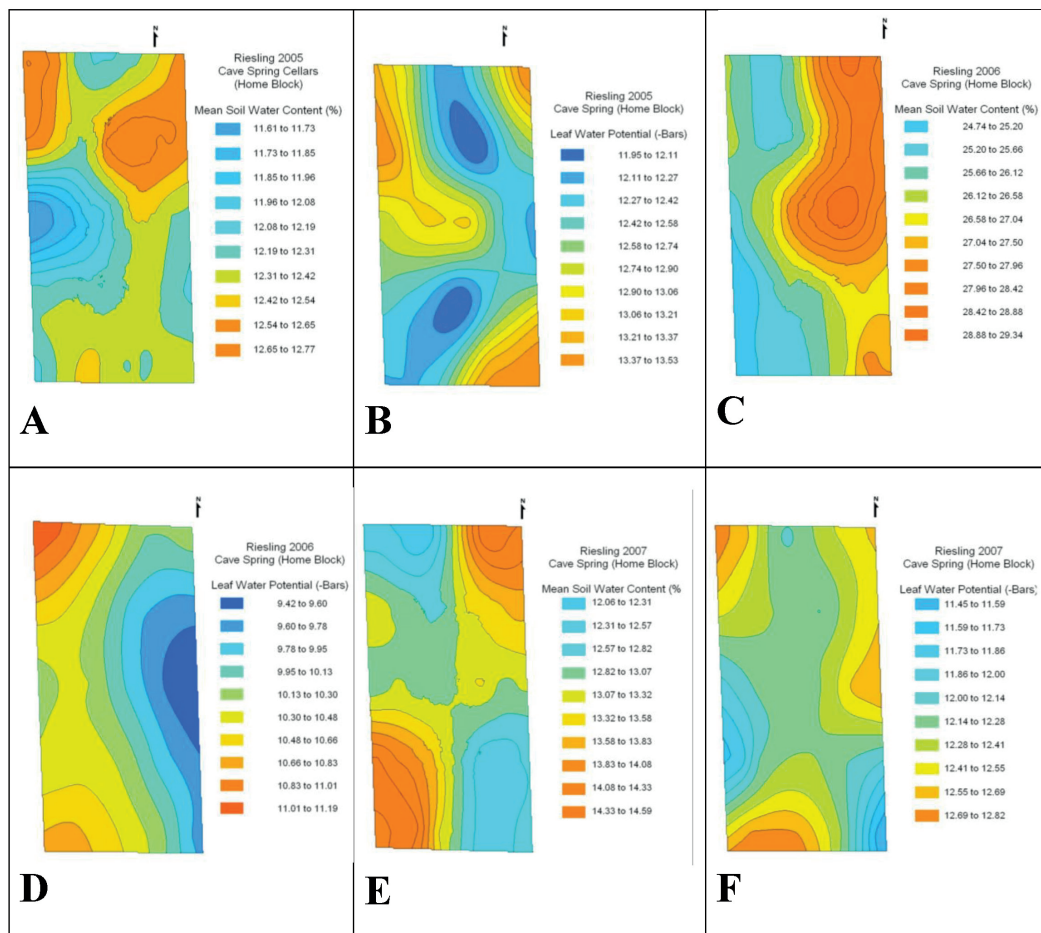 N
Riesling 2005
Cave Spring Cellars
(Home Block)
Mean Soil Water Content (%)
11.61 to 11.73
11.73 to 11.85
11.85 to 11.96
11.96 to 12.08
12.08 to 12.19
12.19 to 12.31
12.31 to 12.42
12.42 to 12.54
12.54 to 12.65
12.65 to 12.77
A
N
Riesling 2005
Cave Spring (Home Block)
Leaf Water Potential (-Bars)
11.95 to 12.11
12.11 to 12.27
12.27 to 12.42
12.42 to 12.58
12.58 to 12.74
12.74 to 12.90
12.90 to 13.06
13.06 to 13.21
13.21 to 13.37
13.37 to 13.53
B
N
Riesling 2006
Cave Spring (Home Block)
Mean Soil Water Content (%)
24.74 to 25.20
25.20 to 25.66
25.66 to 26.12
26.12 to 26.58
26.58 to 27.04
27.04 to 27.50
27.50 to 27.96
27.96 to 28.42
28.42 to 28.88
28.88 to 29.34
C
N
Riesling 2006
Cave Spring (Home Block)
Leaf Water Potential (-Bars)
9.42 to 9.60
9.60 to 9.78
9.78 to 9.95
9.95 to 10.13
10.13 to 10.30
10.30 to 10.48
10.48 to 10.66
10.66 to 10.83
10.83 to 11.01
11.01 to 11.19
D
N
Riesling 2007
Cave Spring (Home Block)
Mean Soil Water Content (%
12.06 to 12.31
12.31 to 12.57
12.57 to 12.82
12.82 to 13.07
13.07 to 13.32
13.32 to 13.58
13.58 to 13.83
13.83 to 14.08
14.08 to 14.33
14.33 to 14.59
E
N
Riesling 2007
Cave Spring (Home Block)
Leaf Water Potential (-Bars)
11.45 to 11.59
11.59 to 11.73
11.73 to 11.86
11.86 to 12.00
12.00 to 12.14
12.14 to 12.28
12.28 to 12.41
12.41 to 12.55
12.55 to 12.69
12.69 to 12.82
F